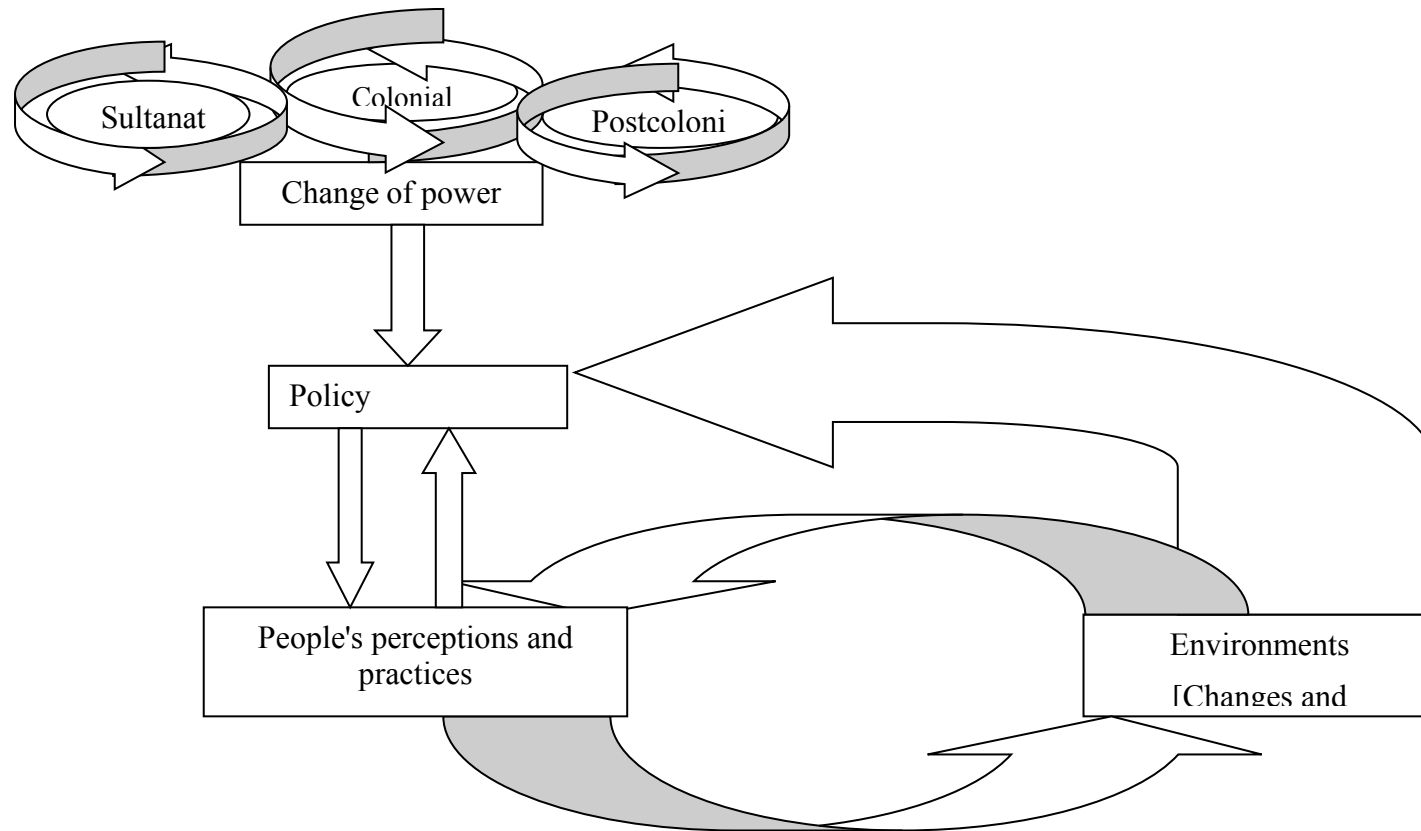 Sultanat
Colonial
Postcoloni
Change of power
Policy
People's perceptions and
practices
Environments
[Changes and